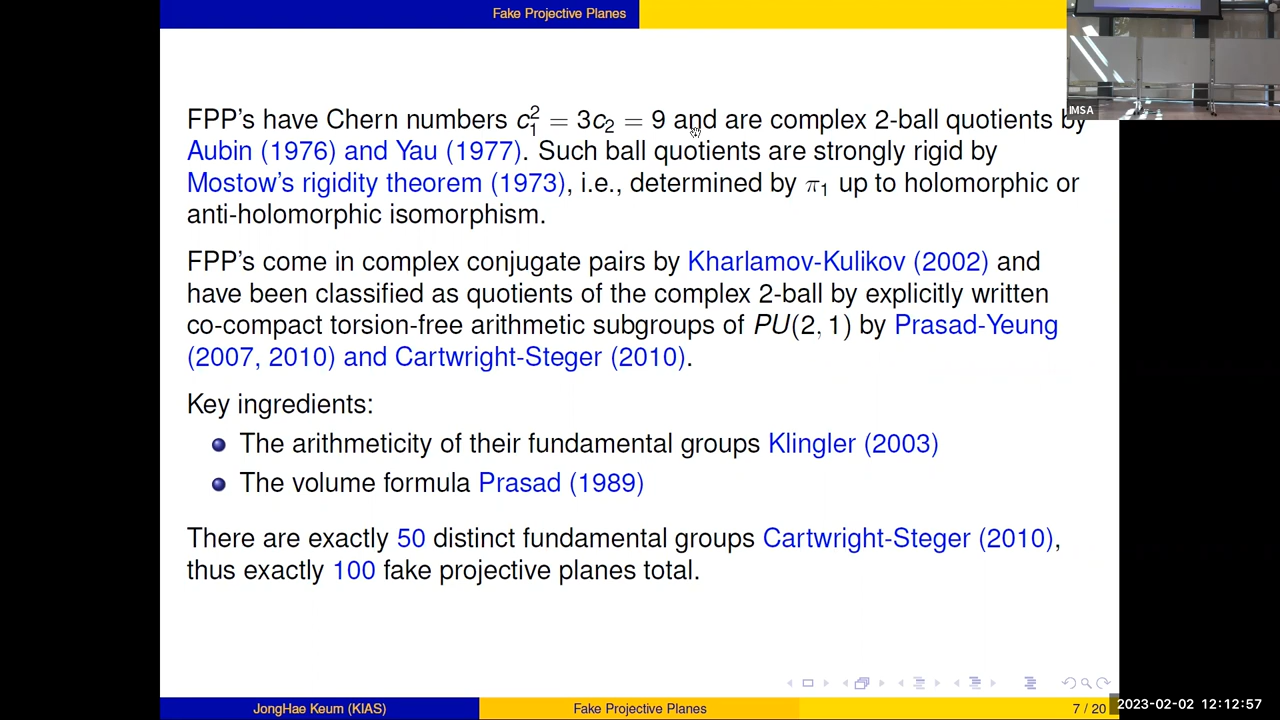 Fake Projective Planes
IMSA
FPP's have Chern numbers c₁² = 3c₂ = 9 and are complex 2-ball quotients by
Aubin (1976) and Yau (1977). Such ball quotients are strongly rigid by
Mostow's rigidity theorem (1973), i.e., determined by π₁ up to holomorphic or
anti-holomorphic isomorphism.
FPP's come in complex conjugate pairs by Kharlamov-Kulikov (2002) and
have been classified as quotients of the complex 2-ball by explicitly written
co-compact torsion-free arithmetic subgroups of PU(2, 1) by Prasad-Yeung
(2007, 2010) and Cartwright-Steger (2010).
Key ingredients:
The arithmeticity of their fundamental groups Klingler (2003)
The volume formula Prasad (1989)
There are exactly 50 distinct fundamental groups Cartwright-Steger (2010),
thus exactly 100 fake projective planes total.
JongHae Keum (KIAS)
Fake Projective Planes
7 / 20
2023-02-02 12:12:57